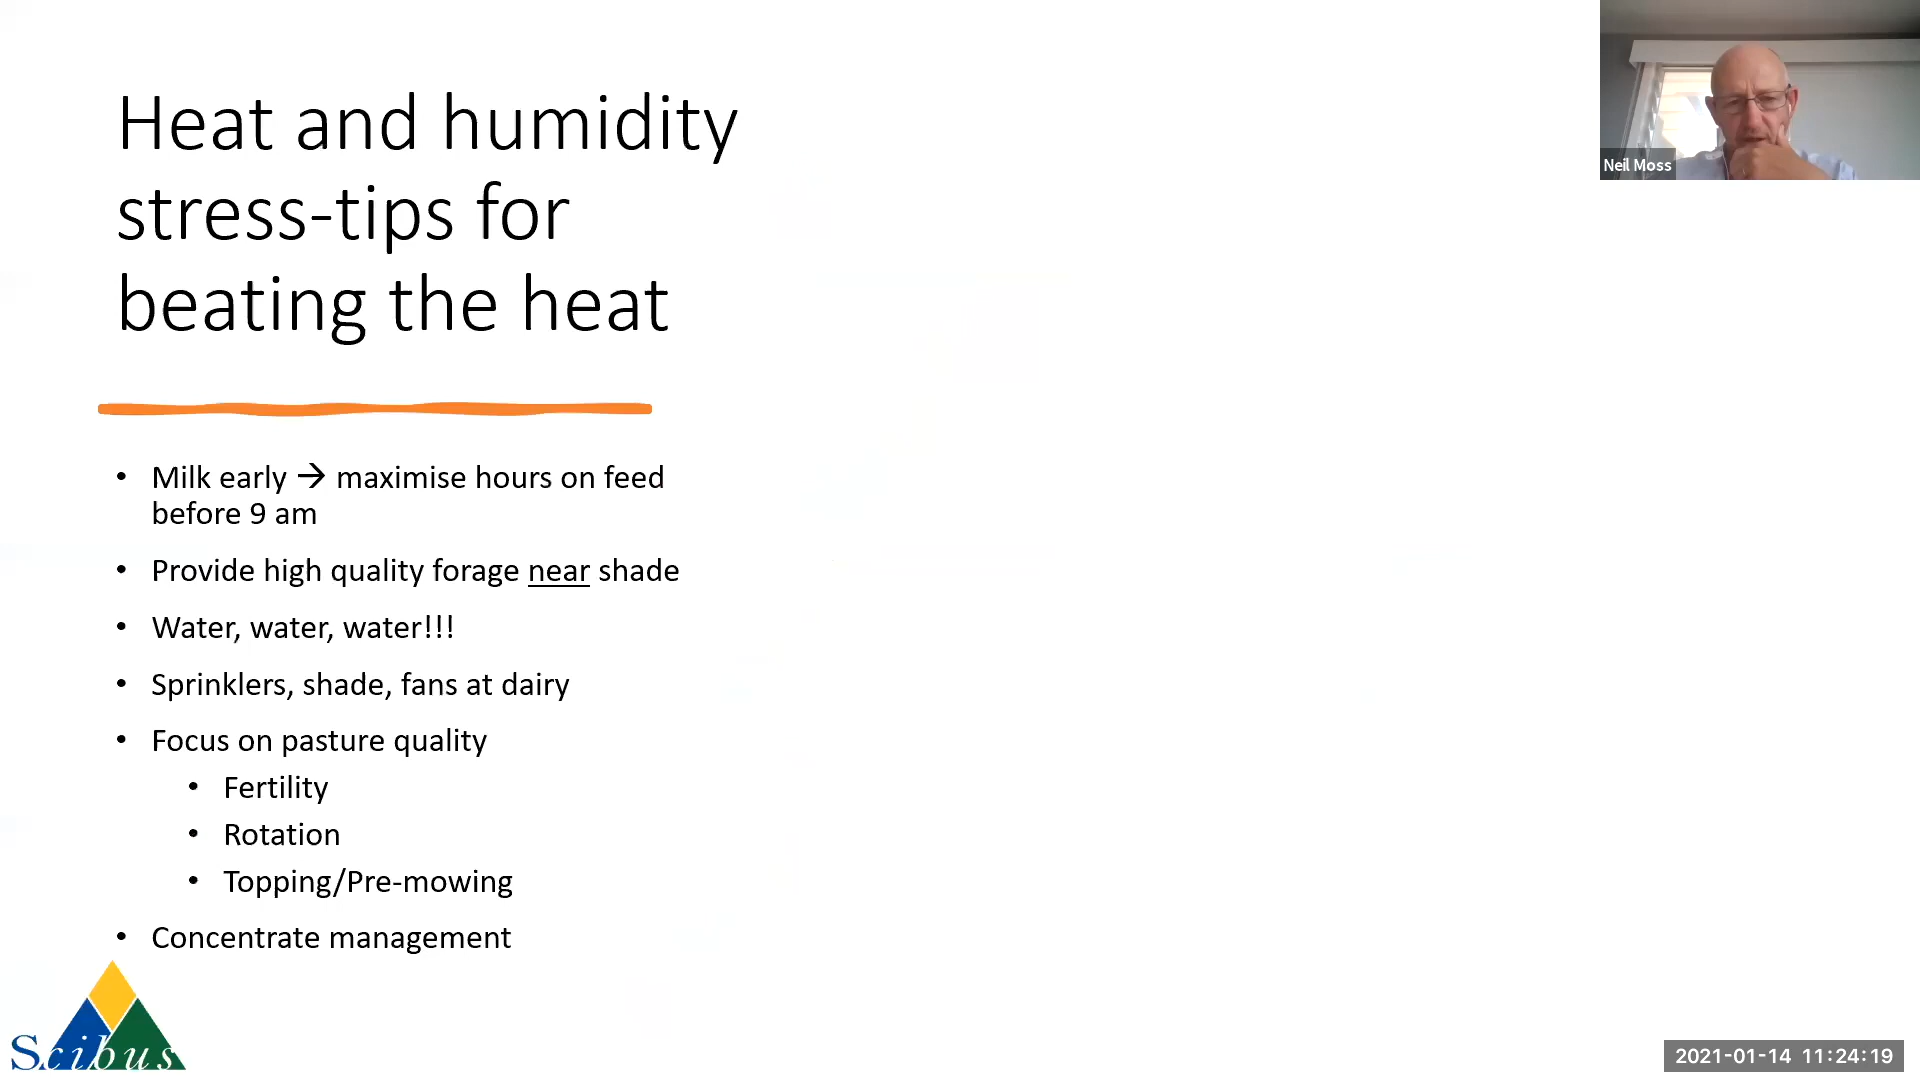 Heat and humidity
stress-tips for
beating the heat
• Milk early → maximise hours on feed
before 9 am
• Provide high quality forage near shade
• Water, water, water!!!
• Sprinklers, shade, fans at dairy
• Focus on pasture quality
• Fertility
• Rotation
• Topping/Pre-mowing
• Concentrate management
Scibus
Neil Moss
2021-01-14 11:24:19